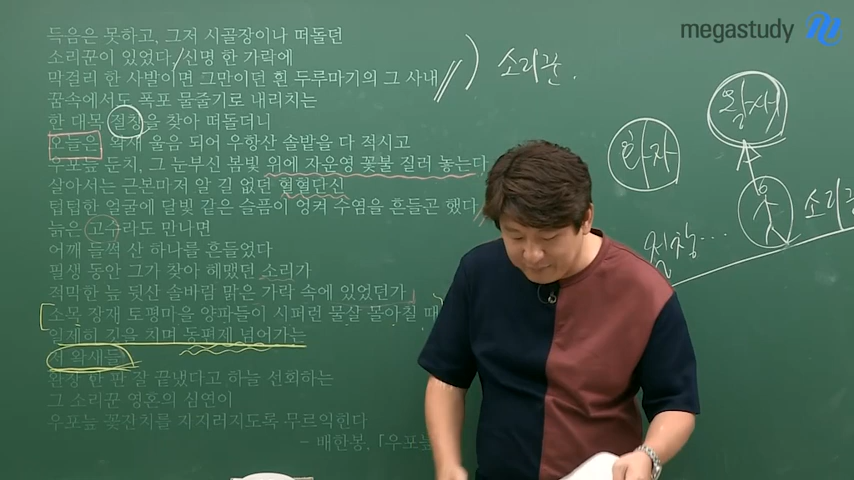 megastudy
득음은 못하고, 그저 시골장이나 떠돌던
소리꾼이 있었다, 신명 한 가락에
막걸리 한 사발이면 그만이던 흰 두루마기의 그 사내
꿈속에서도 폭포 물줄기로 내리치는
한 대목 절창을 찾아 떠돌더니
오늘은 왁새 울음 되어 우항산 솔밭을 다 적시고
우포늪 둔치, 그 눈부신 봄빛 위에 자운영 꽃불 질러 놓는다
살아서는 근본마저 알 길 없던 혈혈단신
텁텁한 얼굴에 달빛 같은 슬픔이 엉켜 수염을 흔들곤 했다
늙은 고수라도 만나면
어깨 들썩 산 하나를 흔들었다
필생 동안 그가 찾아 헤맸던 소리가
적막한 늪 뒷산 솔바람 맑은 가락 속에 있었던가
소목 장재 토평마을 양파들이 시퍼런 물살 몰아칠 때
일제히 깃을 치며 동편제 넘어가는
저 왁새들
완창 한 판 잘 끝냈다고 하늘 선회하는
그 소리꾼 영혼의 심연이
우포늪 꽃잔치를 자지러지도록 무르익힌다
- 배한봉, 「우포늪
소리꾼.
화자
왁새
소리꾼
절창...